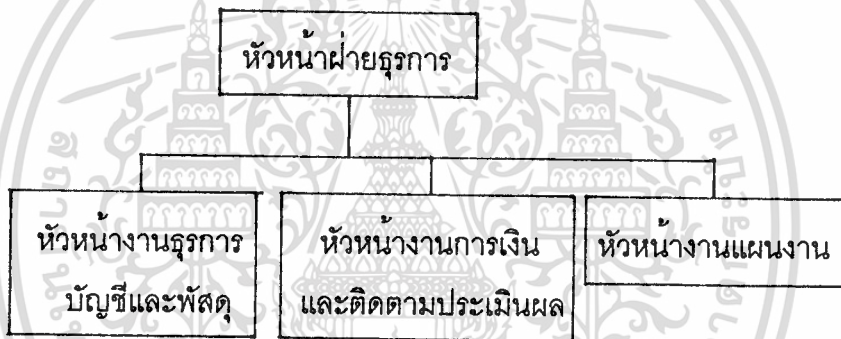 หัวหน้าฝ่ายธุรการ
หัวหน้างานธุรการ
บัญชีและพัสดุ
หัวหน้างานการเงิน
และติดตามประเมินผล
หัวหน้างานแผนงาน